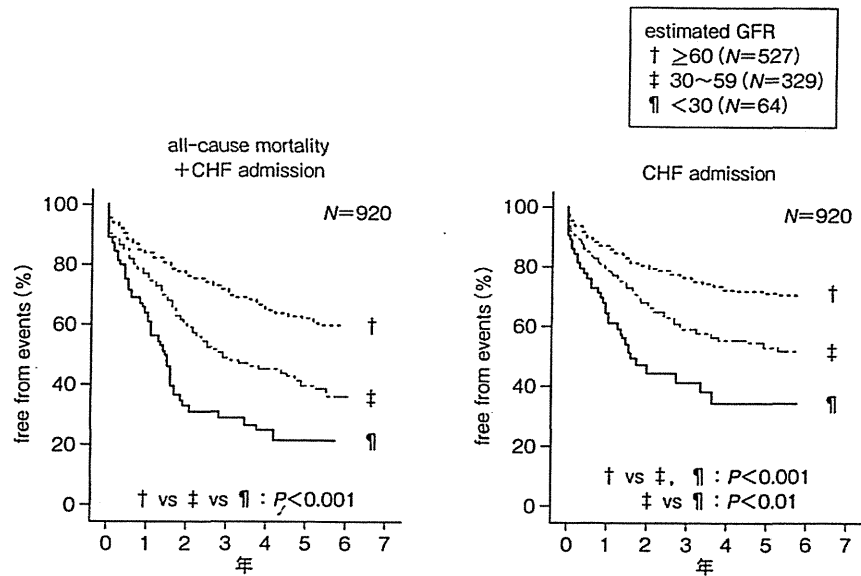 estimated GFR
† ≥60 (N=527)
‡ 30~59 (N=329)
¶ <30 (N=64)
all-cause mortality
+CHF admission
N=920
free from events (%)
100
80
60
40
20
0
†
‡
¶
† vs ‡ vs ¶ : P<0.001
0 1 2 3 4 5 6 7
年
CHF admission
N=920
free from events (%)
100
80
60
40
20
0
†
‡
¶
† vs ‡, ¶ : P<0.001
‡ vs ¶ : P<0.01
0 1 2 3 4 5 6 7
年